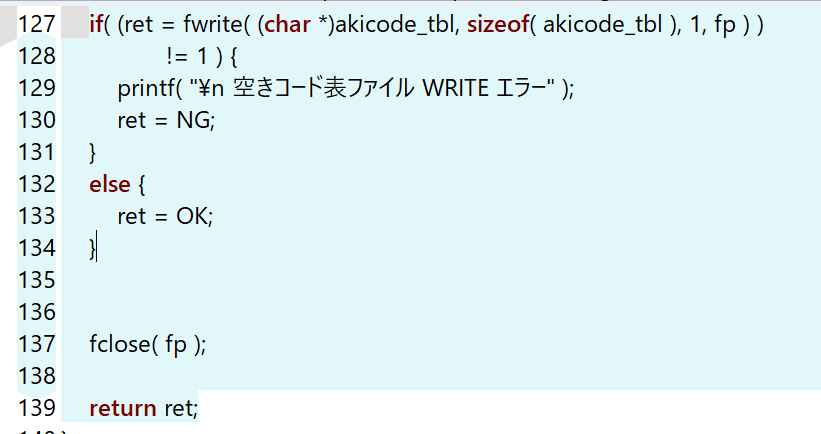 127 if( (ret = fwrite( (char *)akicode_tbl, sizeof( akicode_tbl ), 1, fp ) )
128 != 1 ) {
129 printf( "¥n 空きコード表ファイル WRITE エラー" );
130 ret = NG;
131 }
132 else {
133 ret = OK;
134 }
135
136
137 fclose( fp );
138
139 return ret;